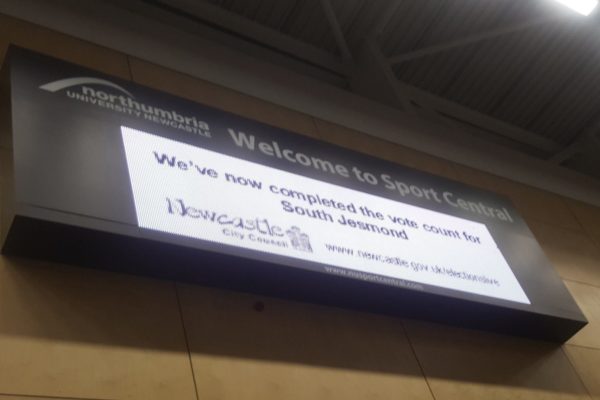 northumbria
UNIVERSITY NEWCASTLE
Welcome to Sport Central
We've now completed the vote count for
South Jesmond
Newcastle
City Council
www.newcastle.gov.uk/electionslive
www.nusportcentral.com